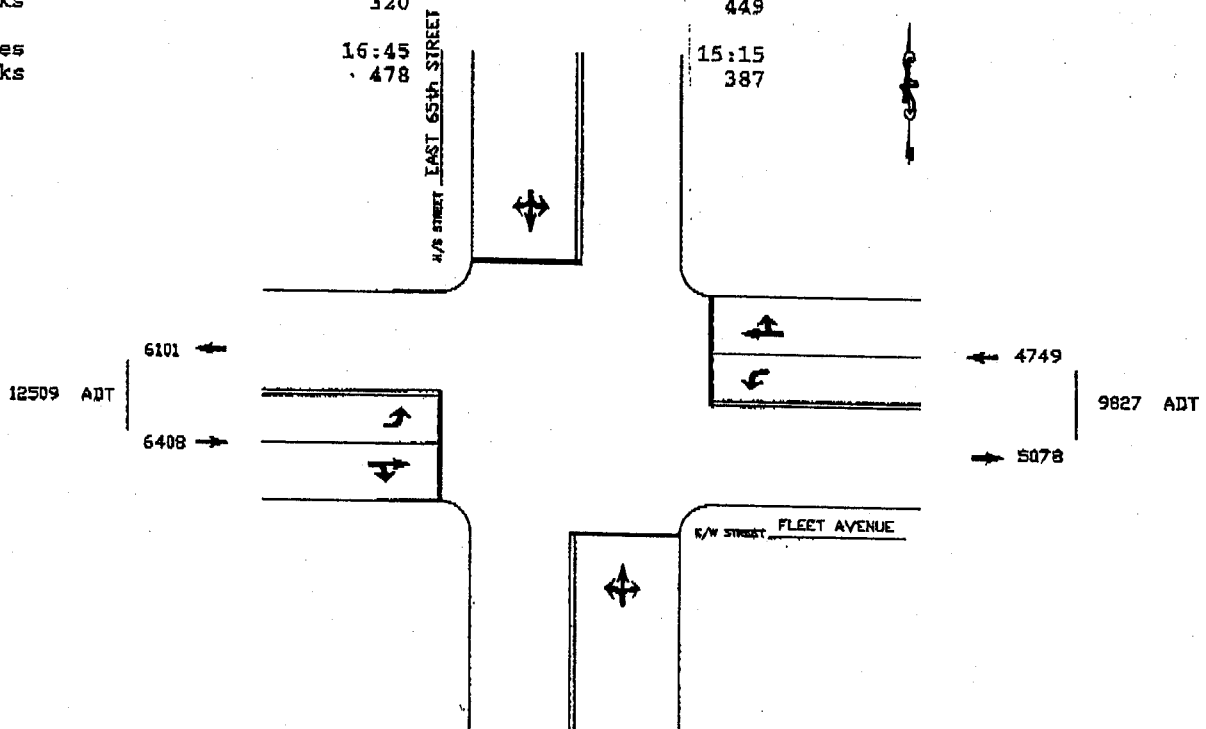 ks 320 449
es 16:45 15:15
ks 478 387
N/S STREET EAST 65th STREET
6101
12509 ADT
6408
4749
9827 ADT
5078
E/W STREET FLEET AVENUE